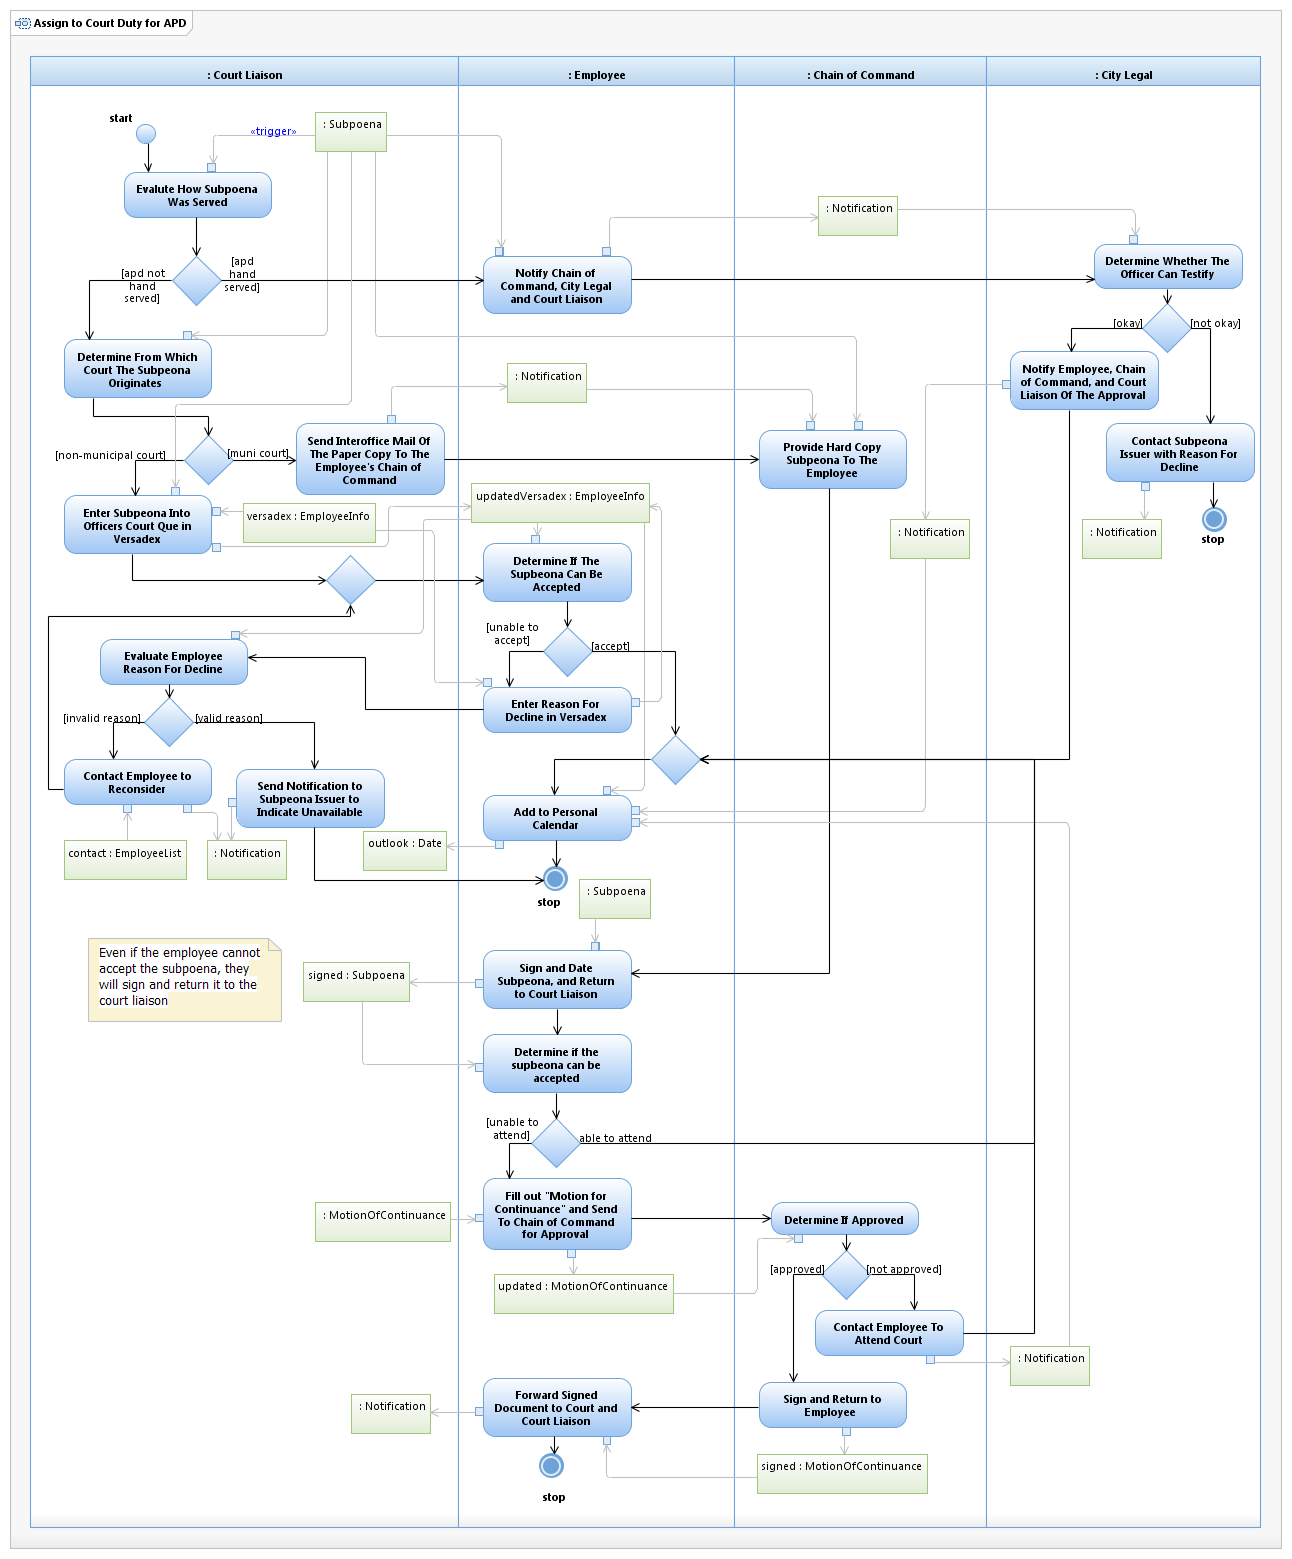 Assign to Court Duty for APD
: Court Liaison
: Employee
: Chain of Command
: City Legal
start
«trigger»
: Subpoena
Evalute How Subpoena
Was Served
: Notification
[apd not
hand
served]
[apd
hand
served]
Notify Chain of
Command, City Legal
and Court Liaison
Determine Whether The
Officer Can Testify
[okay]
[not okay]
Determine From Which
Court The Subpeona
Originates
: Notification
Notify Employee, Chain
of Command, and Court
Liaison Of The Approval
[non-municipal court]
[muni court]
Send Interoffice Mail Of
The Paper Copy To The
Employee's Chain of
Command
Provide Hard Copy
Subpeona To The
Employee
Contact Subpeona
Issuer with Reason For
Decline
Enter Subpeona Into
Officers Court Que in
Versadex
versadex : EmployeeInfo
updatedVersadex : EmployeeInfo
: Notification
: Notification
stop
Determine If The
Supbeona Can Be
Accepted
[unable to
accept]
[accept]
Evaluate Employee
Reason For Decline
Enter Reason For
Decline in Versadex
[invalid reason]
[valid reason]
Contact Employee to
Reconsider
Send Notification to
Subpeona Issuer to
Indicate Unavailable
Add to Personal
Calendar
contact : EmployeeList
: Notification
outlook : Date
stop
: Subpoena
Even if the employee cannot
accept the subpoena, they
will sign and return it to the
court liaison
signed : Subpoena
Sign and Date
Subpeona, and Return
to Court Liaison
Determine if the
supbeona can be
accepted
[unable to
attend]
able to attend
: MotionOfContinuance
Fill out "Motion for
Continuance" and Send
To Chain of Command
for Approval
Determine If Approved
[approved]
[not approved]
updated : MotionOfContinuance
Contact Employee To
Attend Court
: Notification
: Notification
Forward Signed
Document to Court and
Court Liaison
Sign and Return to
Employee
signed : MotionOfContinuance
stop